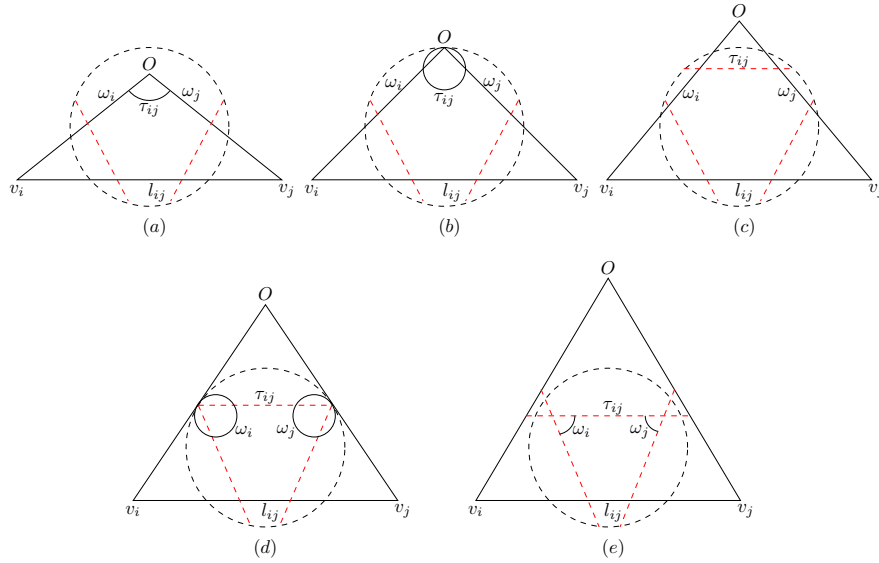 O O O
ω_i ω_j τ_ij ω_i ω_j τ_ij τ_ij ω_i ω_j
v_i l_ij v_j v_i l_ij v_j v_i l_ij v_j
(a) (b) (c)
O O
τ_ij τ_ij
ω_i ω_j ω_i ω_j
v_i l_ij v_j v_i l_ij v_j
(d) (e)